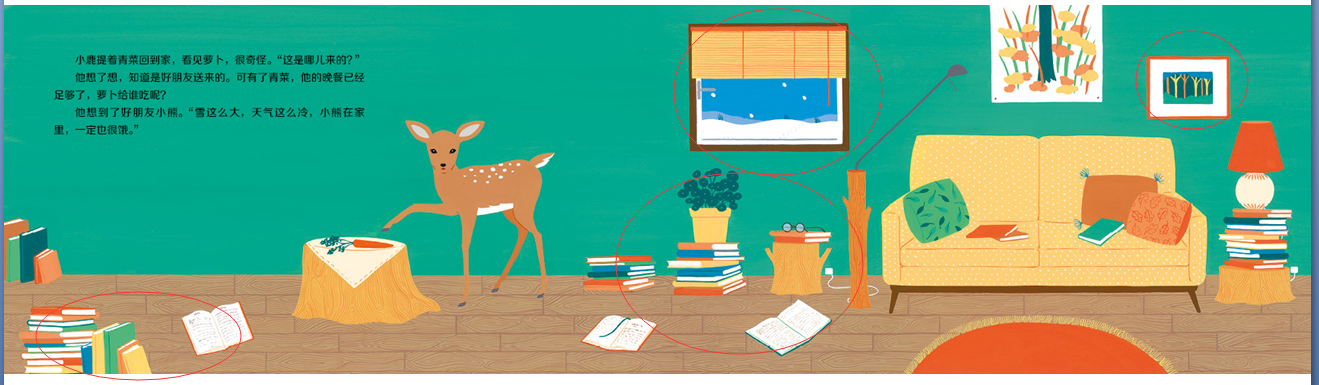 小鹿提着青菜回到家，看见萝卜，很奇怪。“这是哪儿来的？”
他想了想，知道是好朋友送来的。可有了青菜，他的晚餐已经
足够了，萝卜给谁吃呢？
他想到了好朋友小熊。“雪这么大，天气这么冷，小熊在家
里，一定也很饿。”